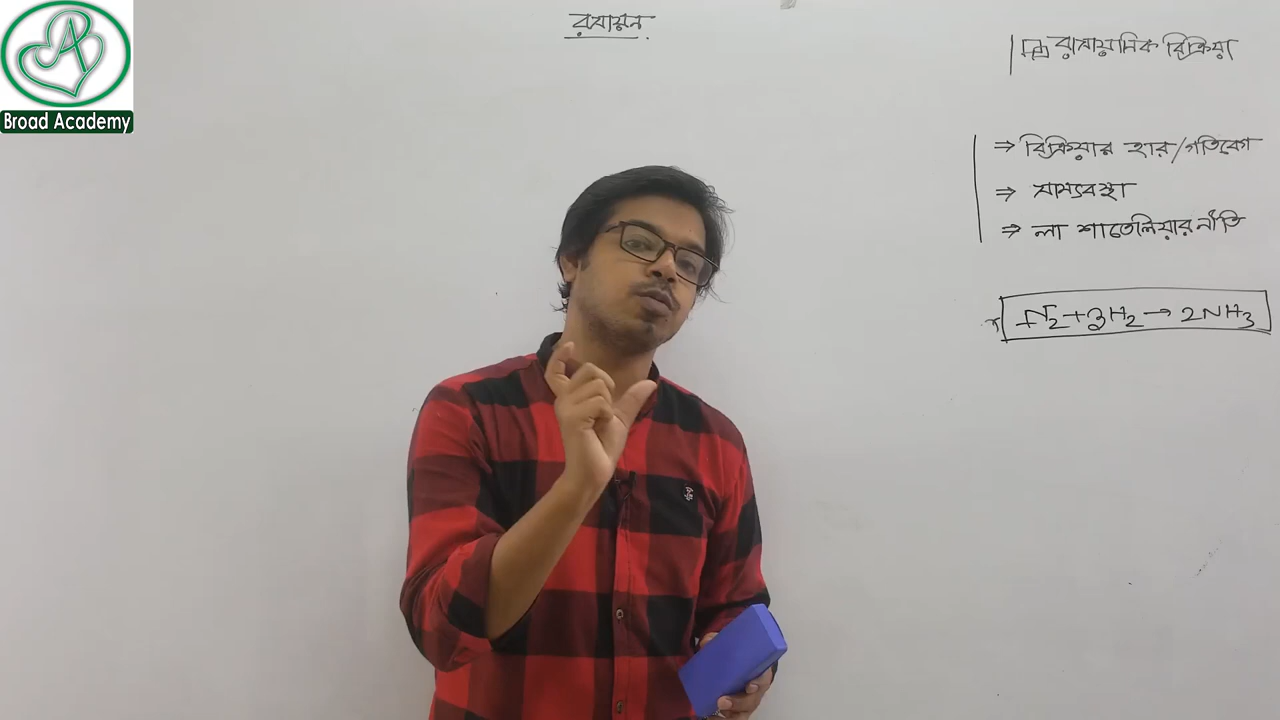 Broad Academy
রসায়ন
রাসায়নিক বিক্রিয়া
⇒ বিক্রিয়ার হার/গতিবেগ
⇒ সাম্যবস্থা
⇒ লা শাতেলিয়ার নীতি
N₂+3H₂→2NH₃